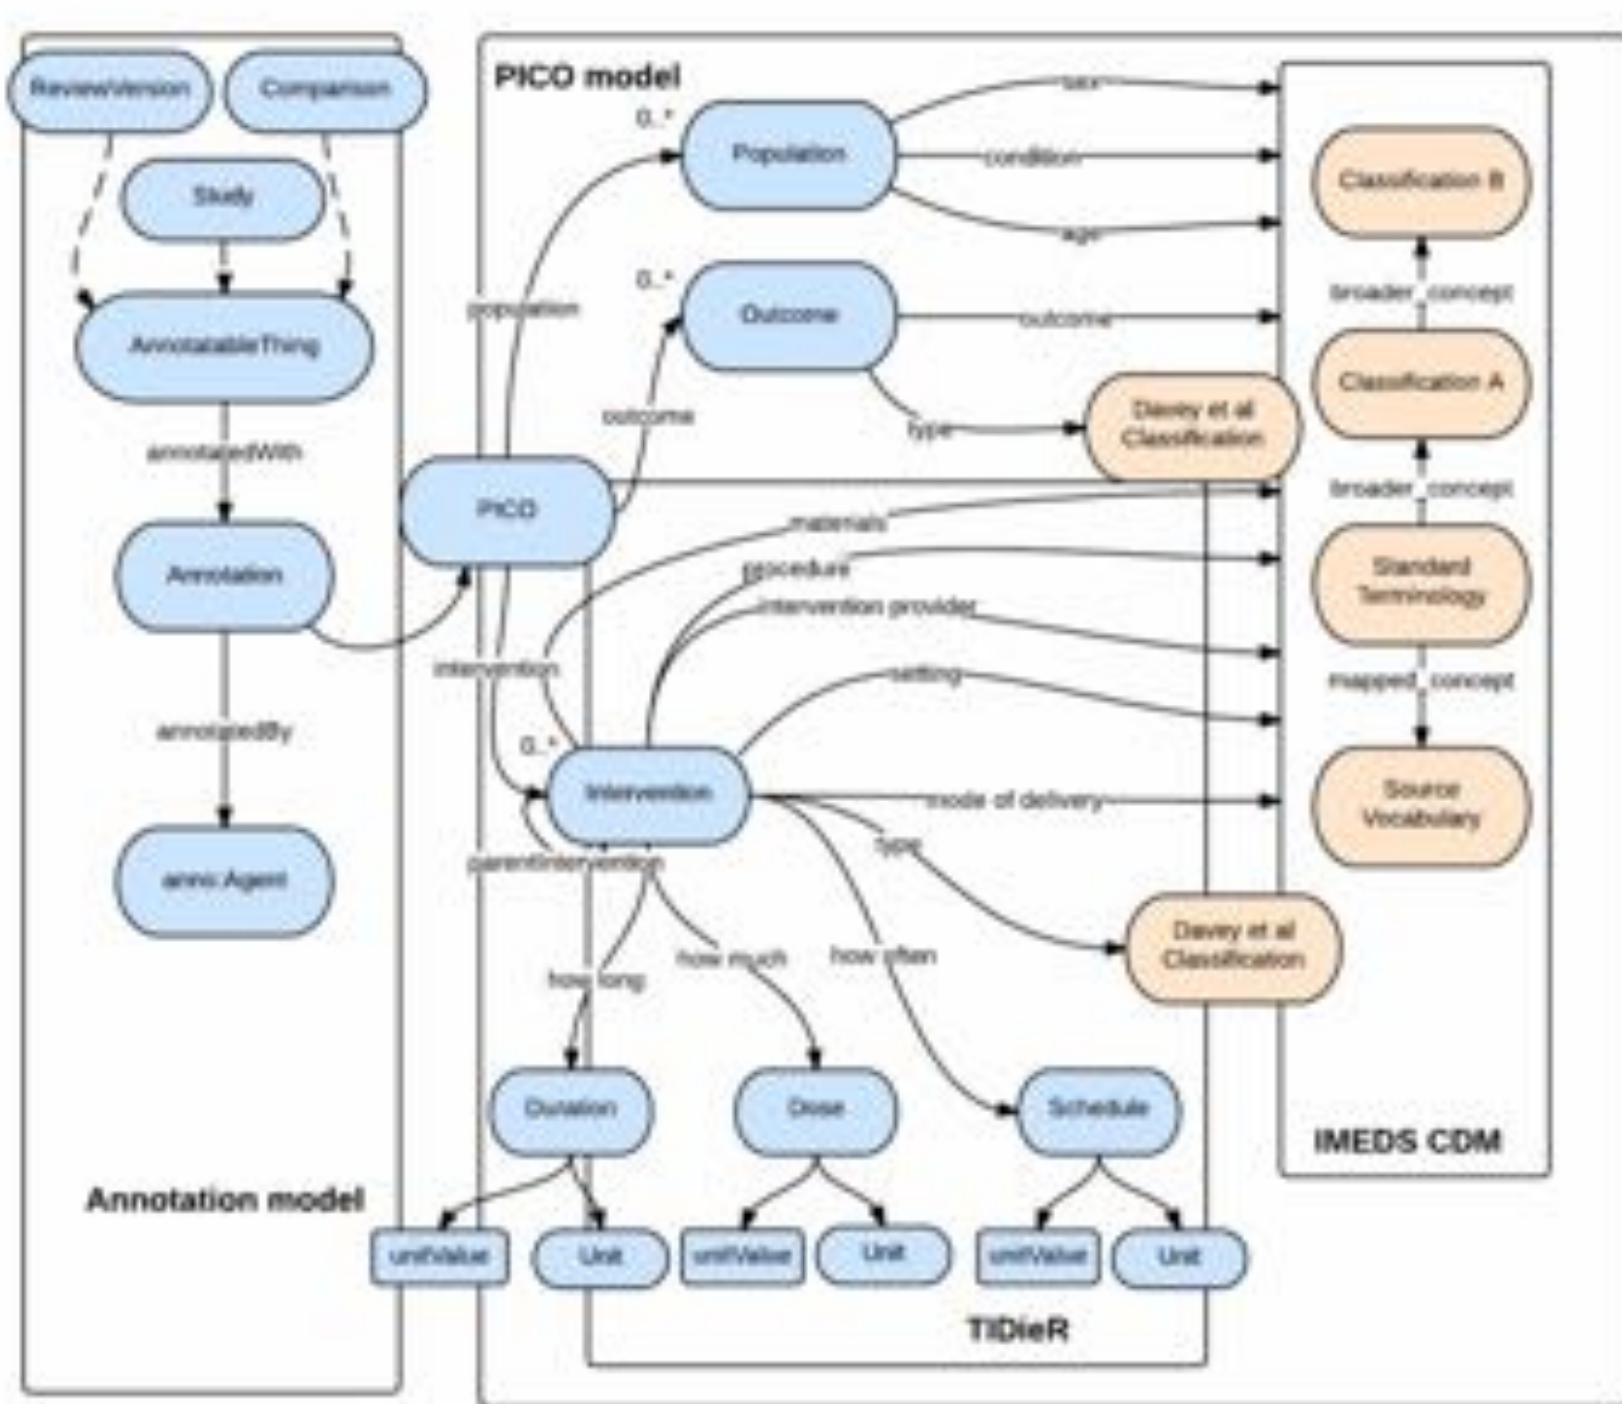 ReviewVersion
Comparison
Study
AnnotatableThing
annotatedWith
Annotation
annotatedBy
anno:Agent
Annotation model
PICO model
0..*
Population
sex
condition
age
population
0..*
Outcome
outcome
outcome
type
Davey et al
Classification
PICO
materials
procedure
intervention provider
intervention
setting
0..*
Intervention
mode of delivery
type
parentIntervention
how long
how much
how often
Davey et al
Classification
Duration
Dose
Schedule
unitValue
Unit
unitValue
Unit
unitValue
Unit
TIDieR
Classification B
broader_concept
Classification A
broader_concept
Standard
Terminology
mapped_concept
Source
Vocabulary
IMEDS CDM